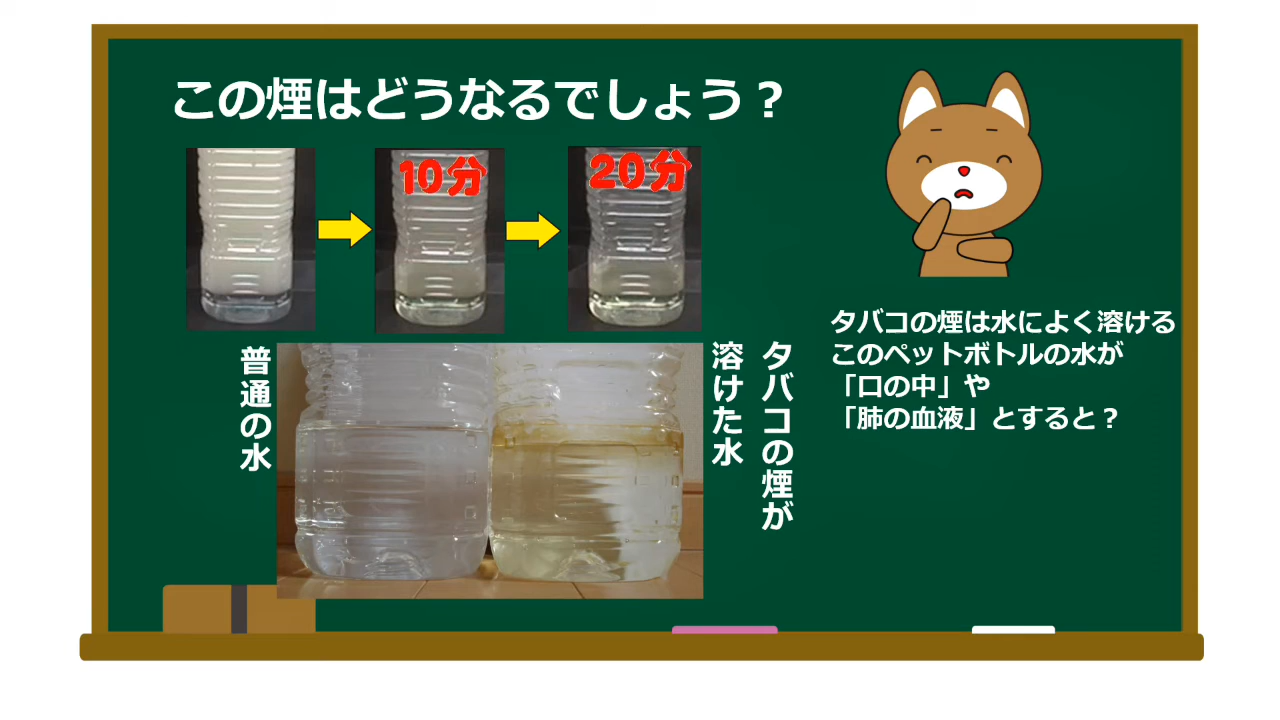 この煙はどうなるでしょう？
10分
20分
普通の水
タバコの煙が
溶けた水
タバコの煙は水によく溶ける
このペットボトルの水が
「口の中」や
「肺の血液」とすると？